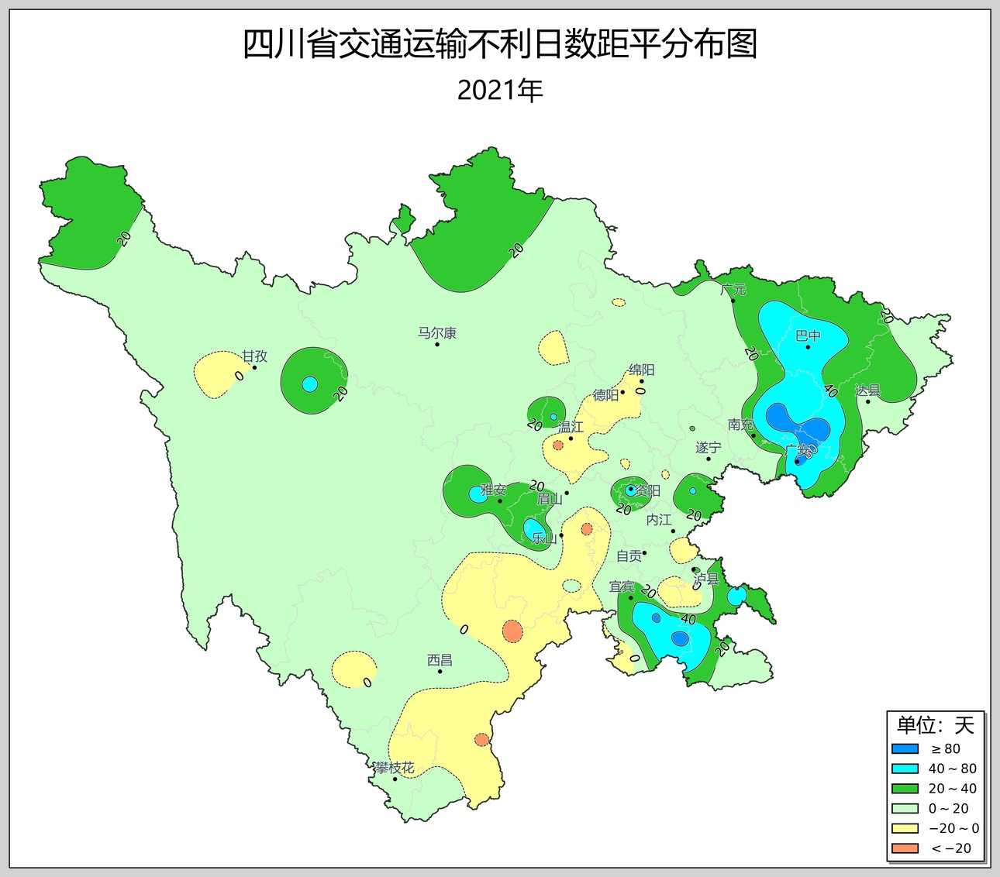 四川省交通运输不利日数距平分布图
2021年
20
20
广元
20
巴中
马尔康
20
甘孜
0
20
绵阳
0
德阳
40
达县
20
温江
南充
80
广安
遂宁
20
雅安
眉山
资阳
20
20
内江
乐山
自贡
泸县
0
宜宾
20
40
0
20
0
西昌
0
攀枝花
单位：天
≥80
40～80
20～40
0～20
−20～0
<−20